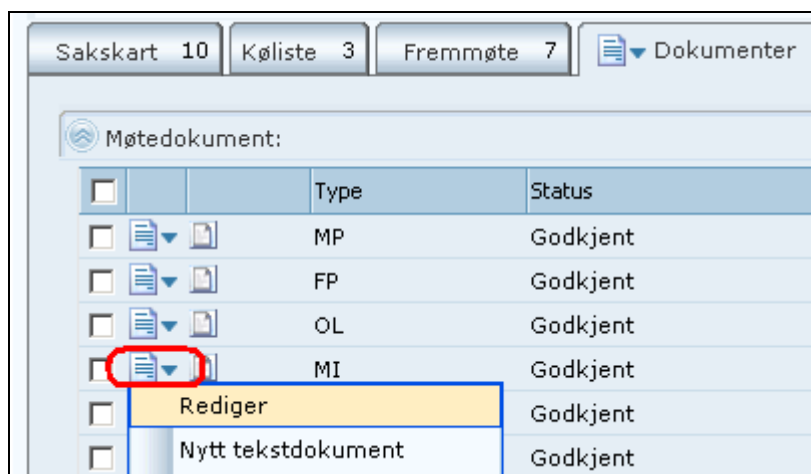 Sakskart 10 Køliste 3 Fremmøte 7 Dokumenter
Møtedokument:
Type Status
MP Godkjent
FP Godkjent
OL Godkjent
MI Godkjent
Rediger Godkjent
Nytt tekstdokument Godkjent